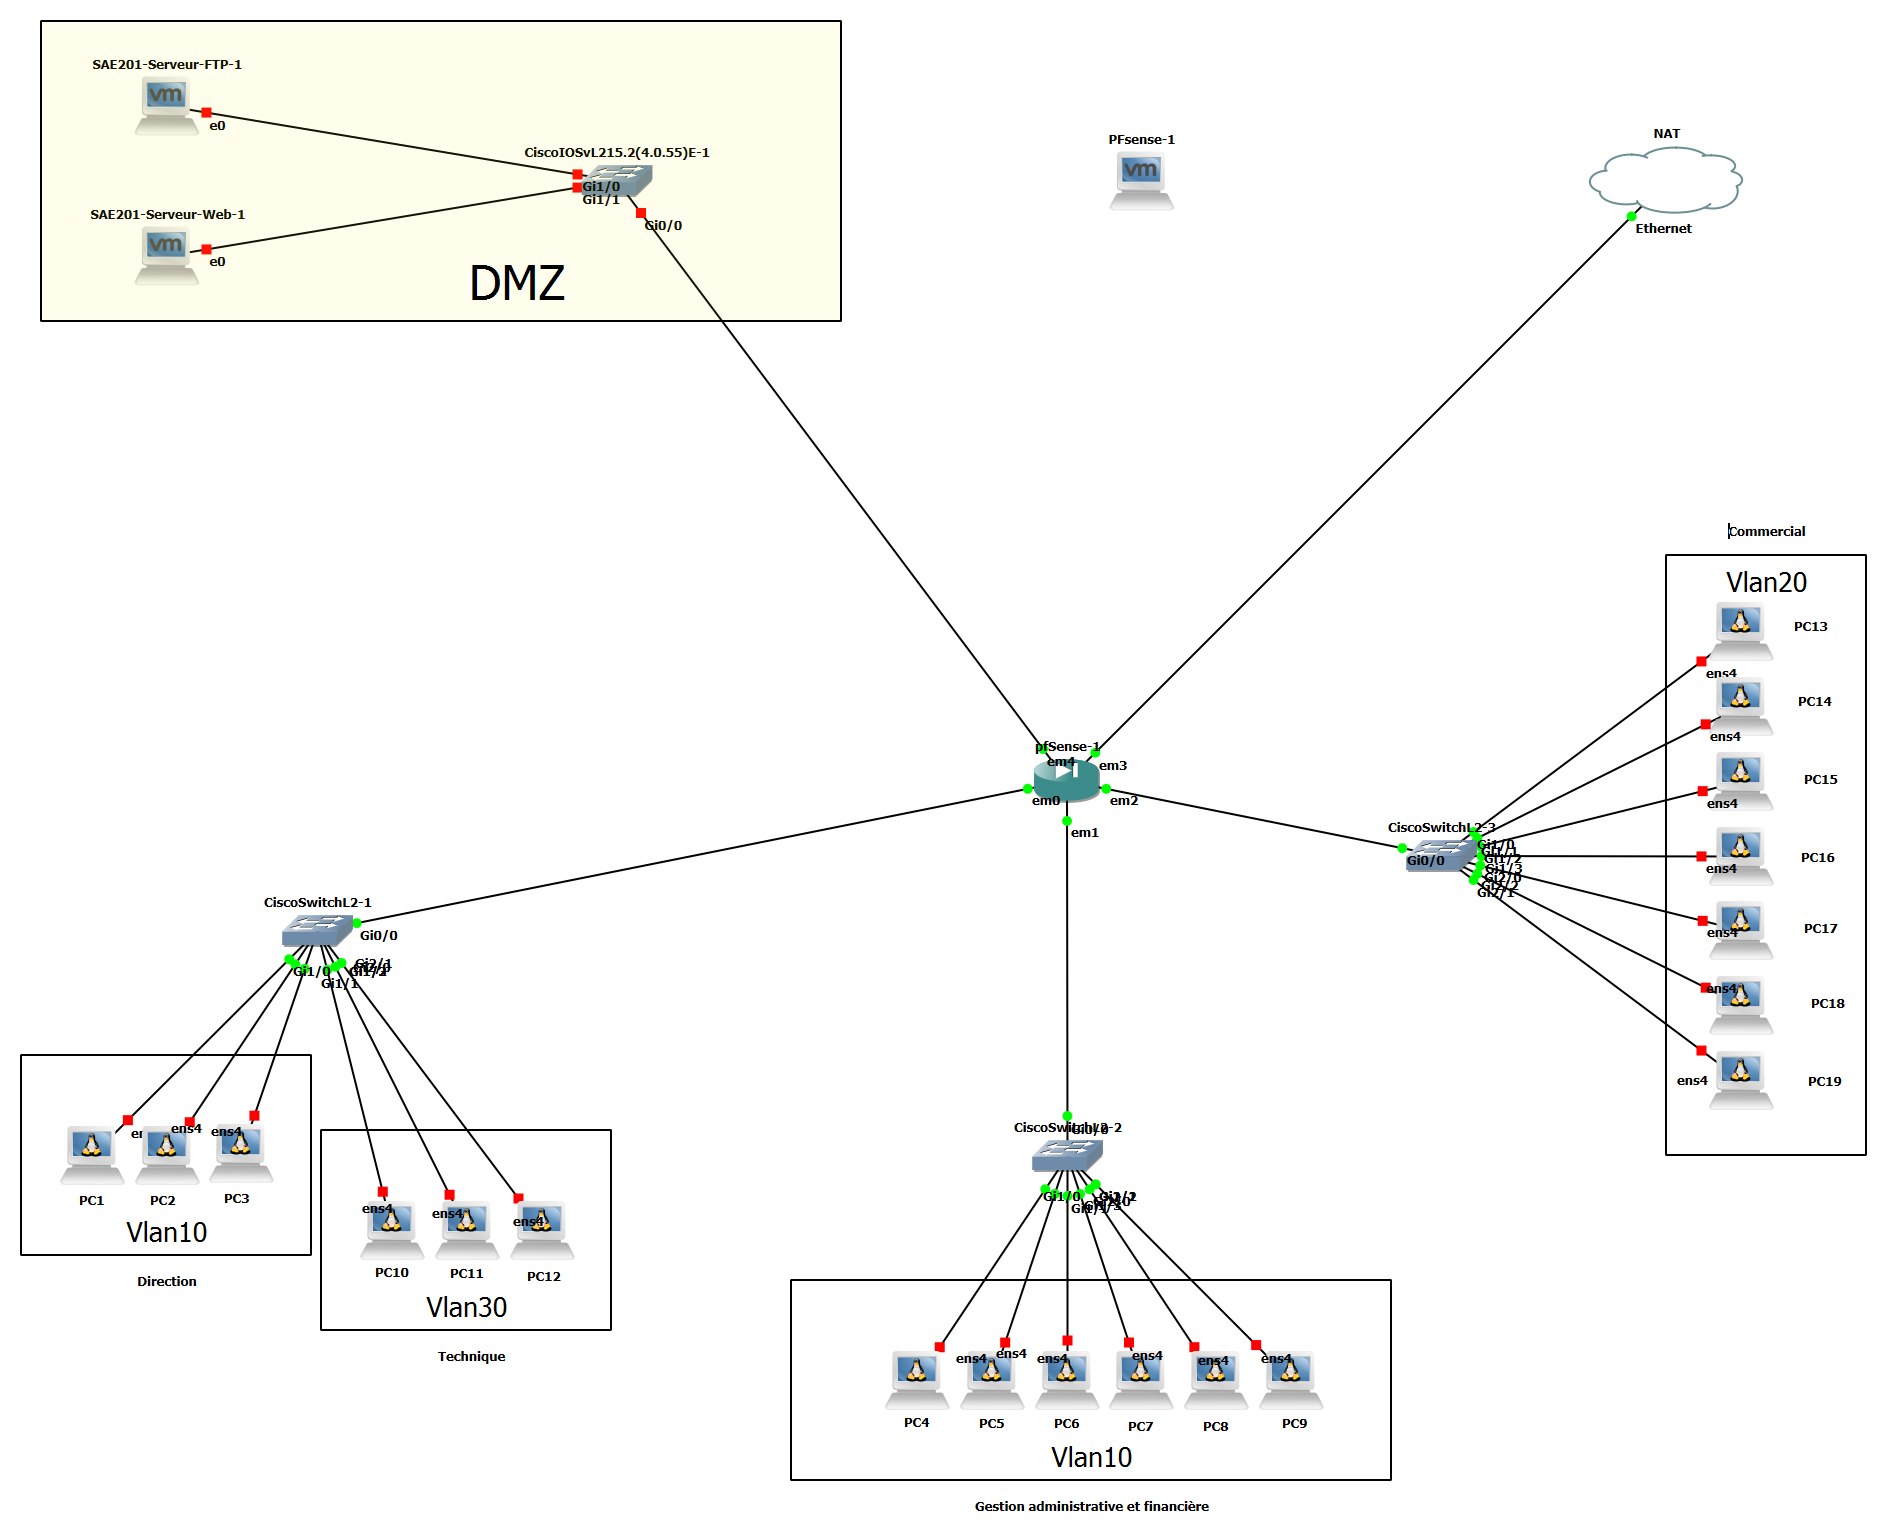 SAE201-Serveur-FTP-1
e0
CiscoIOSvL215.2(4.0.55)E-1
Gi1/0
Gi1/1
Gi0/0
SAE201-Serveur-Web-1
e0
DMZ
PFsense-1
NAT
Ethernet
Commercial
Vlan20
PC13
ens4
PC14
ens4
PC15
ens4
PC16
ens4
PC17
ens4
PC18
ens4
PC19
ens4
pfSense-1
em4
em3
em0
em2
em1
CiscoSwitchL2-3
Gi0/0
Gi1/0
Gi1/1
Gi1/2
Gi1/3
Gi2/0
Gi2/2
Gi2/1
CiscoSwitchL2-1
Gi0/0
Gi1/0
Gi1/1
Gi2/1
Gi1/2
ens4
ens4
PC1
PC2
PC3
Vlan10
Direction
ens4
ens4
ens4
PC10
PC11
PC12
Vlan30
Technique
CiscoSwitchL2-2
Gi0/0
Gi1/0
Gi1/1
ens4
ens4
ens4
ens4
ens4
ens4
PC4
PC5
PC6
PC7
PC8
PC9
Vlan10
Gestion administrative et financière